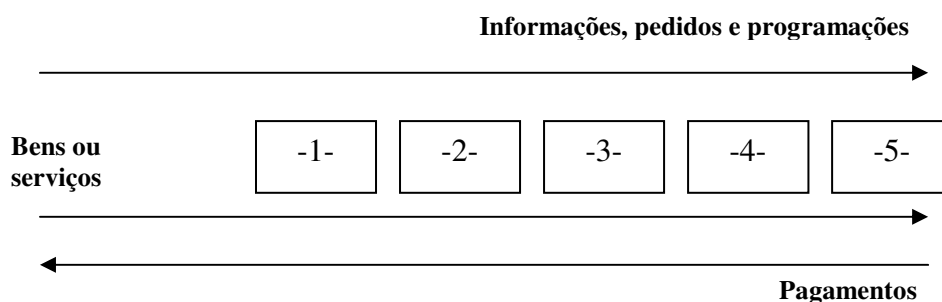 Informações, pedidos e programações
Bens ou
serviços
-1- -2- -3- -4- -5-
Pagamentos